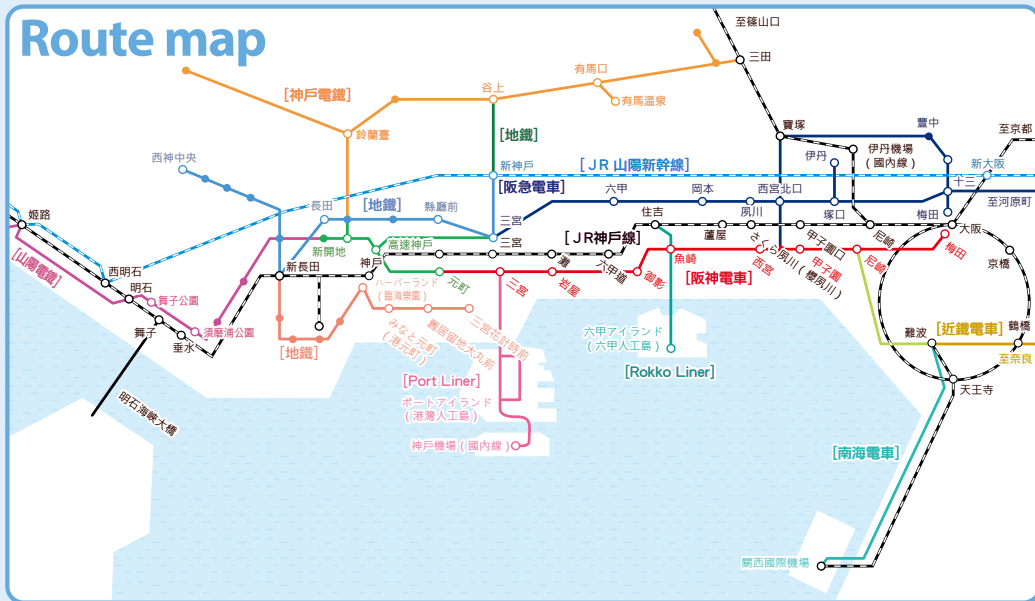 Route map
至篠山口
三田
有馬口
谷上
有馬温泉
[神戶電鐵]
鈴蘭臺
[地鐵]
寶塚
豐中
至京都
伊丹
伊丹機場
(國內線)
西神中央
新神戶
[JR 山陽新幹線]
新大阪
[阪急電車]
十三
六甲
岡本
西宮北口
至河原町
長田
[地鐵]
縣廳前
三宮
住吉
夙川
塚口
梅田
姬路
新開地
高速神戶
三宮
[JR神戶線]
蘆屋
さくら夙川(櫻夙川)
甲子園口
尼崎
大阪
[山陽電鐵]
西明石
新長田
神戶
灘
六甲道
御影
魚崎
[阪神電車]
西宮
甲子園
尼崎
梅田
京橋
明石
舞子公園
ハーバーランド
(臨海樂園)
元町
三宮
岩屋
舞子
垂水
須磨浦公園
みなと元町
(港元町)
舊居留地大丸前
三宮花計時前
六甲アイランド
(六甲人工島)
難波
[近鐵電車]
鶴橋
[地鐵]
至奈良
[Port Liner]
[Rokko Liner]
天王寺
明石海峽大橋
ポートアイランド
(港灣人工島)
神戶機場(國內線)
[南海電車]
關西國際機場